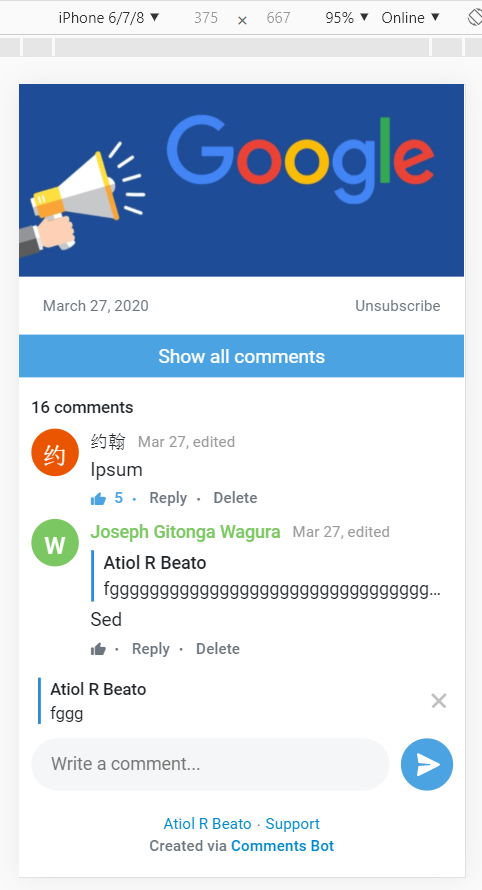 iPhone 6/7/8 ▼ 375 × 667 95% ▼ Online ▼
Google
March 27, 2020 Unsubscribe
Show all comments
16 comments
约
约翰 Mar 27, edited
Ipsum
5 · Reply · Delete
W
Joseph Gitonga Wagura Mar 27, edited
Atiol R Beato
fggggggggggggggggggggggggggggggggg...
Sed
· Reply · Delete
Atiol R Beato
fggg
Write a comment...
Atiol R Beato · Support
Created via Comments Bot